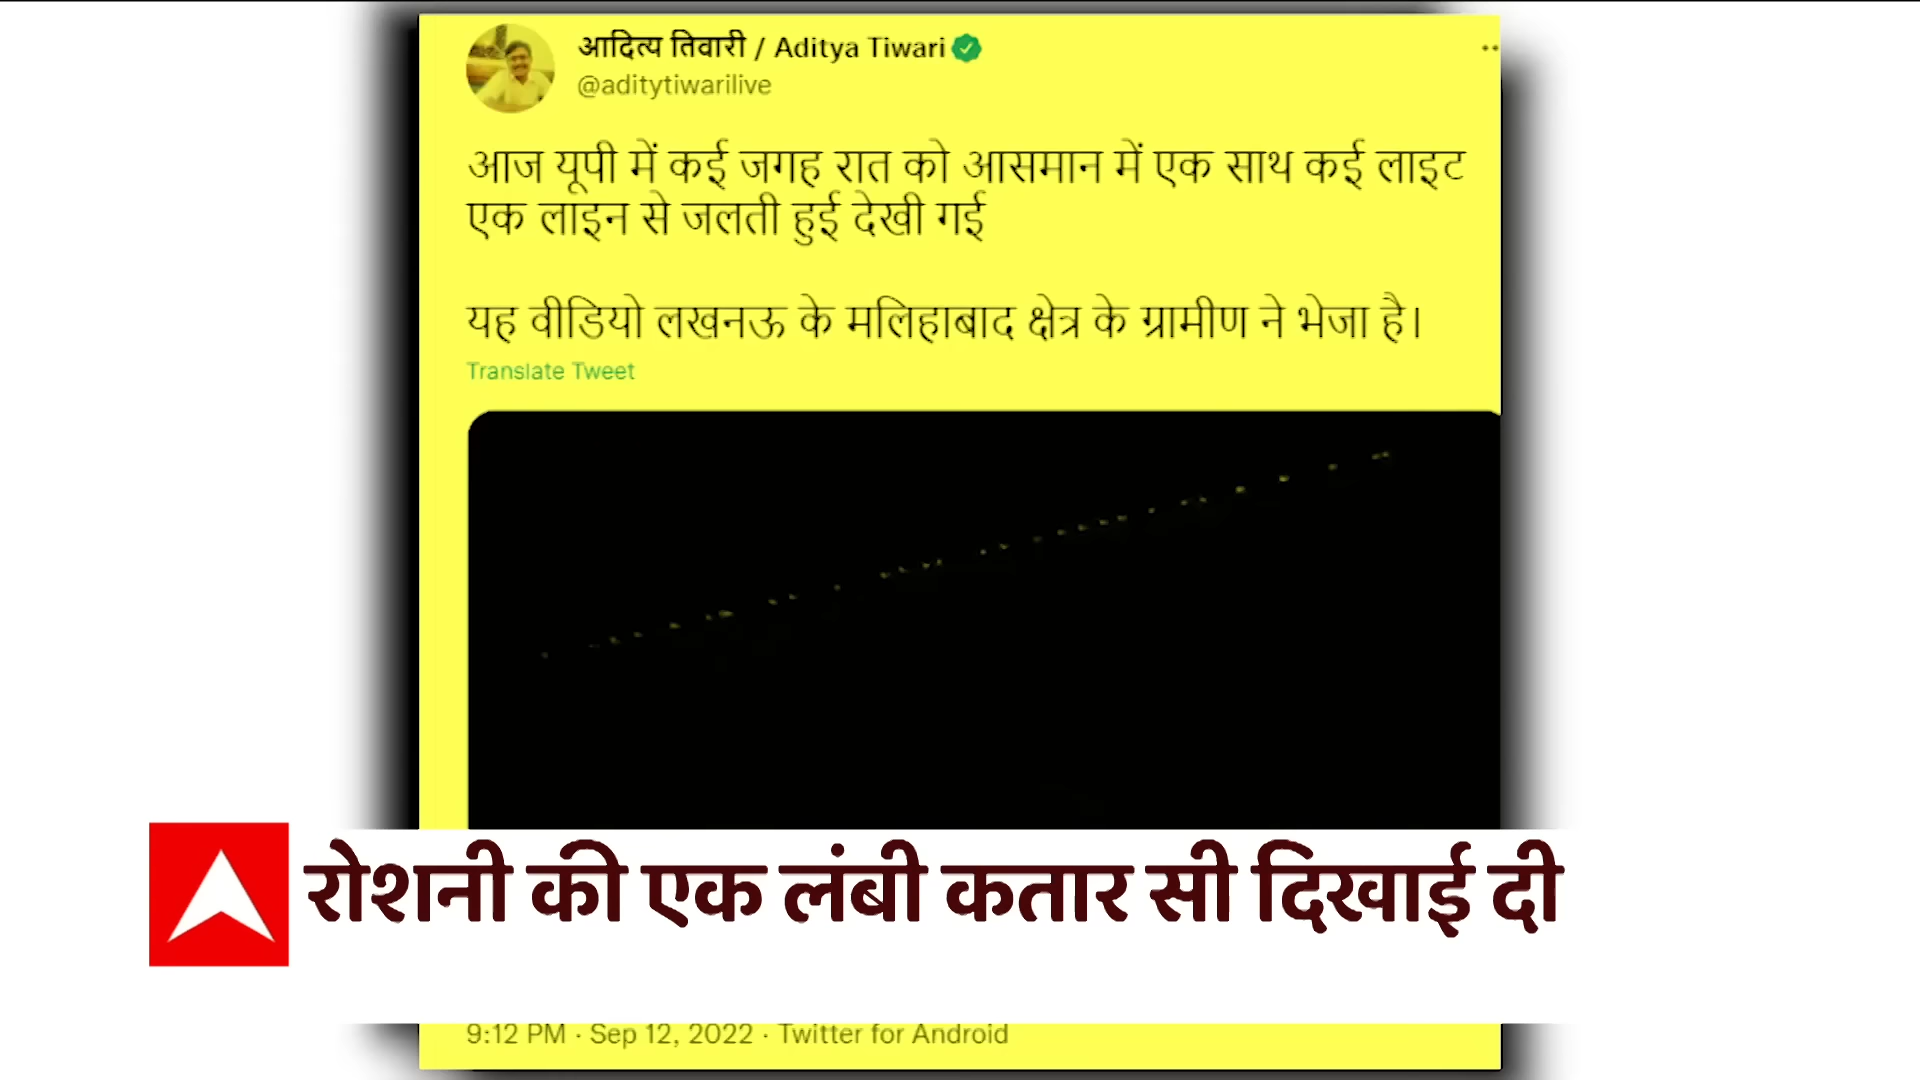 आदित्य तिवारी / Aditya Tiwari
@aditytiwarilive
आज यूपी में कई जगह रात को आसमान में एक साथ कई लाइट
एक लाइन से जलती हुई देखी गई
यह वीडियो लखनऊ के मलिहाबाद क्षेत्र के ग्रामीण ने भेजा है।
Translate Tweet
रोशनी की एक लंबी कतार सी दिखाई दी
9:12 PM · Sep 12, 2022 · Twitter for Android